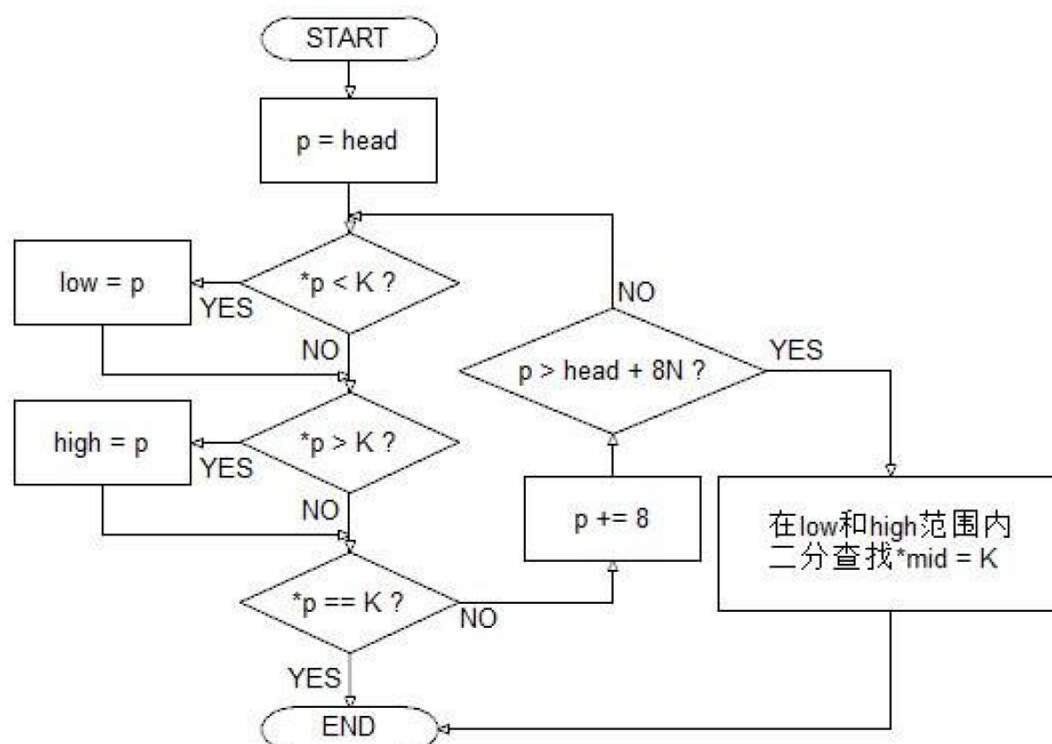 START
p = head
*p < K ?
low = p
YES
NO
*p > K ?
high = p
YES
NO
*p == K ?
NO
YES
END
p += 8
p > head + 8N ?
NO
YES
在low和high范围内
二分查找*mid = K